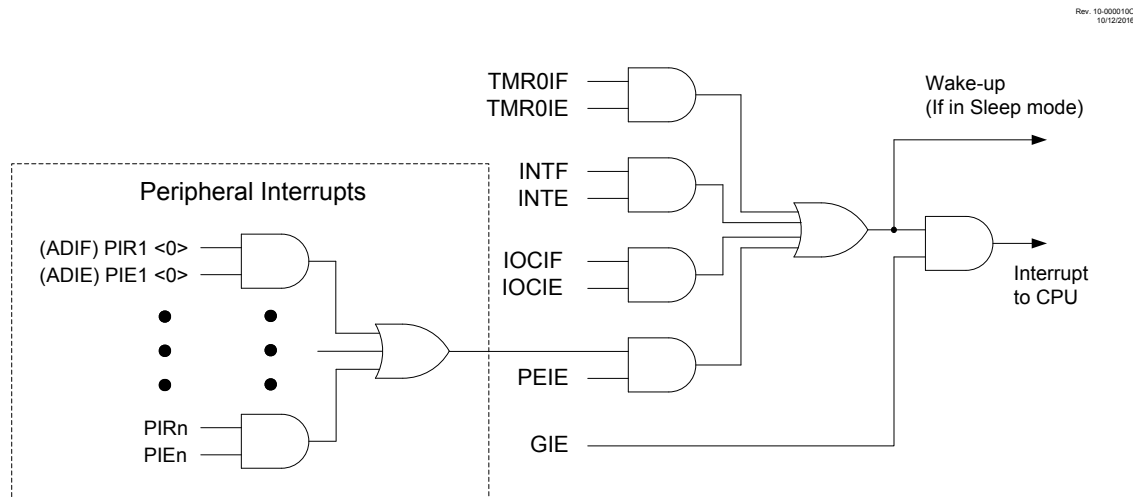 Rev. 10-000010C
10/12/2016
TMR0IF
TMR0IE
Wake-up
(If in Sleep mode)
INTF
INTE
Peripheral Interrupts
(ADIF) PIR1 <0>
(ADIE) PIE1 <0>
IOCIF
IOCIE
Interrupt
to CPU
PEIE
PIRn
PIEn
GIE